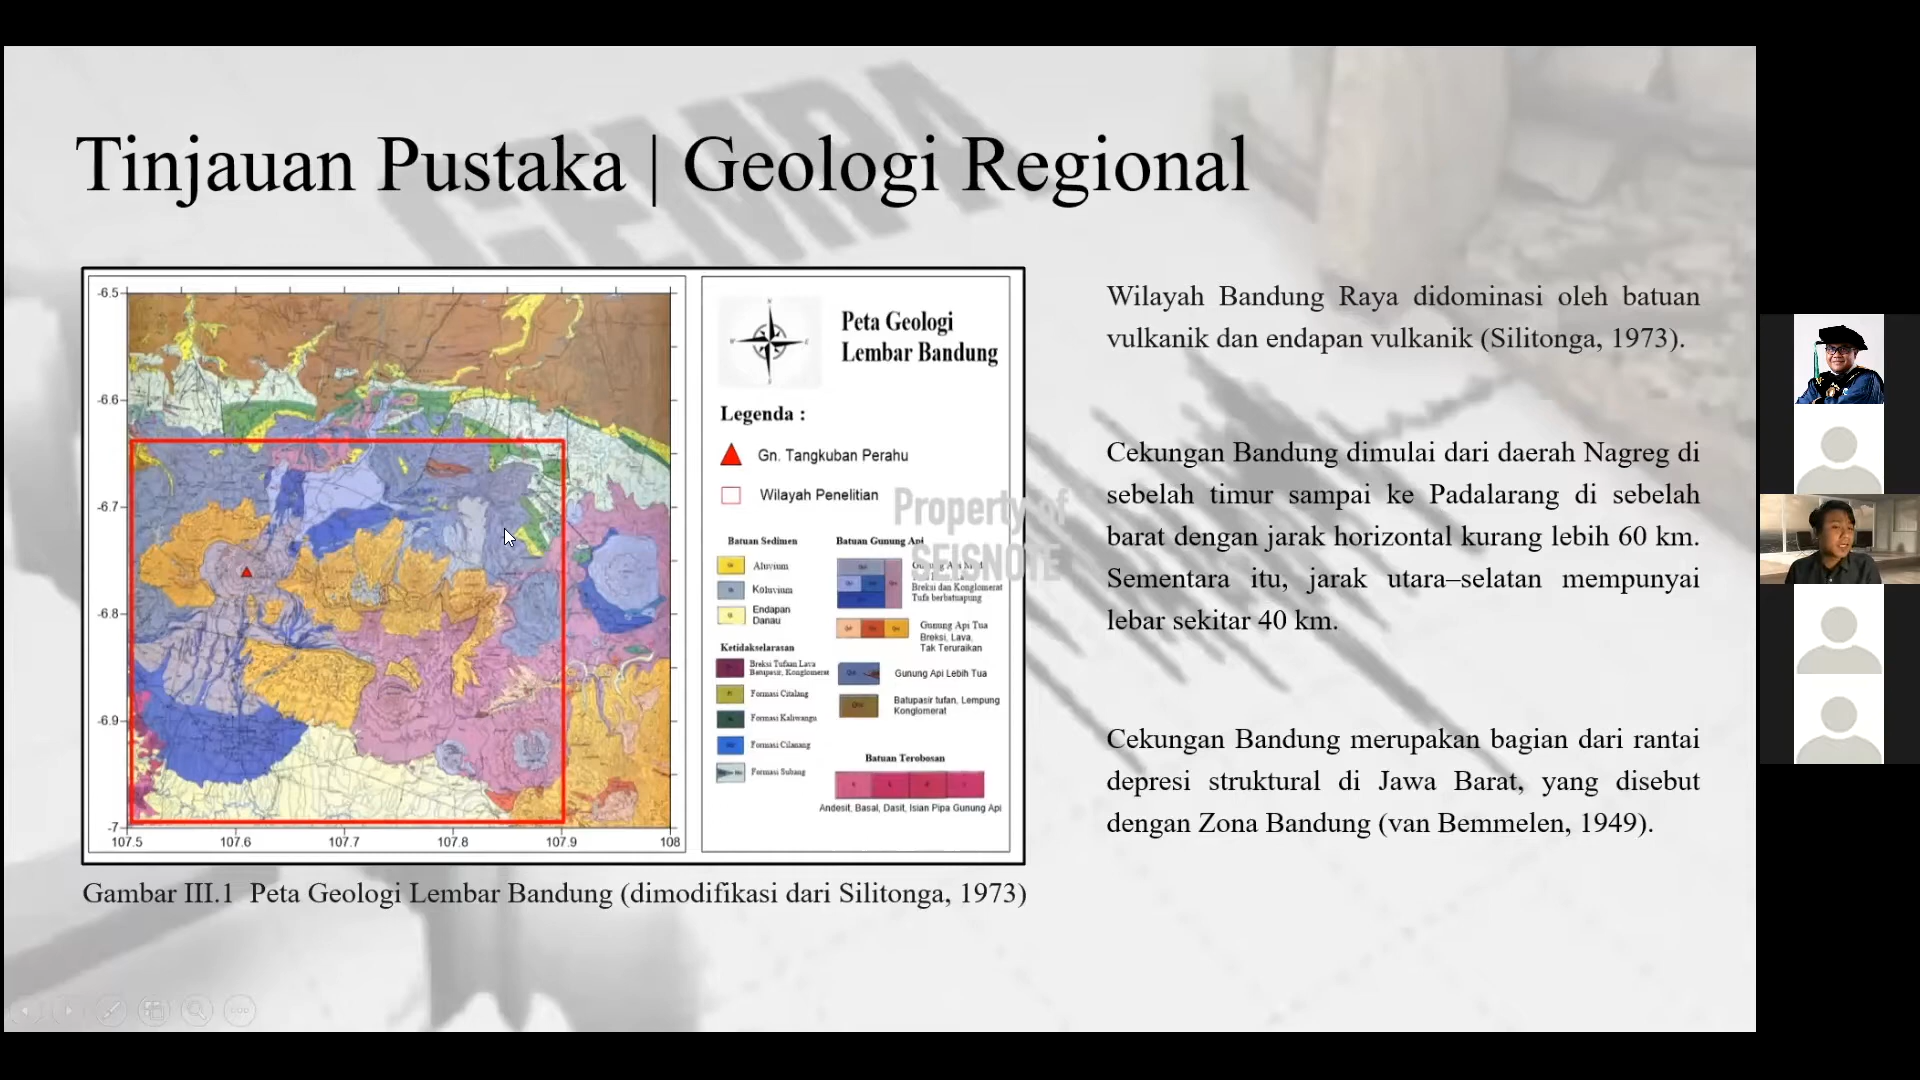 GEMPA
Tinjauan Pustaka | Geologi Regional
-6.5
-6.6
-6.7
-6.8
-6.9
-7
107.5
107.6
107.7
107.8
107.9
108
Peta Geologi
Lembar Bandung
Legenda :
Gn. Tangkuban Perahu
Wilayah Penelitian
Batuan Sedimen
Aluvium
Koluvium
Endapan
Danau
Ketidakselarasan
Breksi Tufaan Lava
Batupasir, Konglomerat
Formasi Citalang
Formasi Kaliwangu
Formasi Cilanang
Formasi Subang
Batuan Gunung Api
Breksi dan Konglomerat
Tufa berbatuapung
Gunung Api Tua
Breksi, Lava,
Tak Teruraikan
Gunung Api Lebih Tua
Batupasir tufan, Lempung
Konglomerat
Batuan Terobosan
Andesit, Basal, Dasit, Isian Pipa Gunung Api
Property of
SEISNOTE
Gambar III.1 Peta Geologi Lembar Bandung (dimodifikasi dari Silitonga, 1973)
Wilayah Bandung Raya didominasi oleh batuan
vulkanik dan endapan vulkanik (Silitonga, 1973).
Cekungan Bandung dimulai dari daerah Nagreg di
sebelah timur sampai ke Padalarang di sebelah
barat dengan jarak horizontal kurang lebih 60 km.
Sementara itu, jarak utara–selatan mempunyai
lebar sekitar 40 km.
Cekungan Bandung merupakan bagian dari rantai
depresi struktural di Jawa Barat, yang disebut
dengan Zona Bandung (van Bemmelen, 1949).